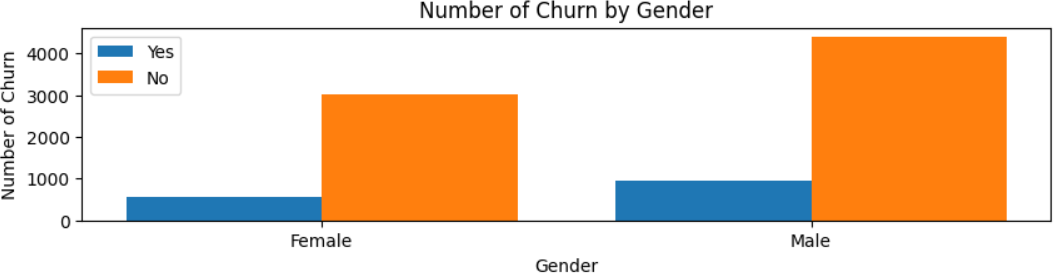 Number of Churn by Gender
Number of Churn
4000
3000
2000
1000
0
Yes
No
Female
Male
Gender